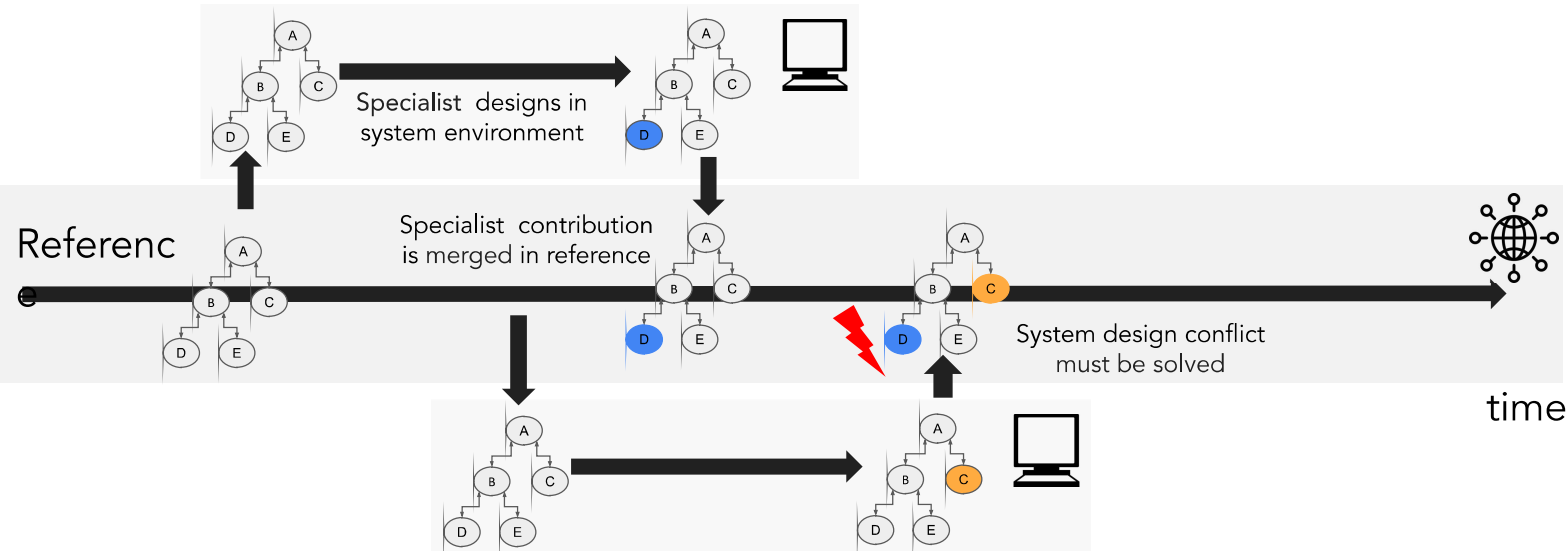 A
B
C
D
E
Specialist designs in
system environment
A
B
C
D
E
Referenc
e
A
B
C
D
E
Specialist contribution
is merged in reference
A
B
C
D
E
A
B
C
D
E
System design conflict
must be solved
time
A
B
C
D
E
A
B
C
D
E